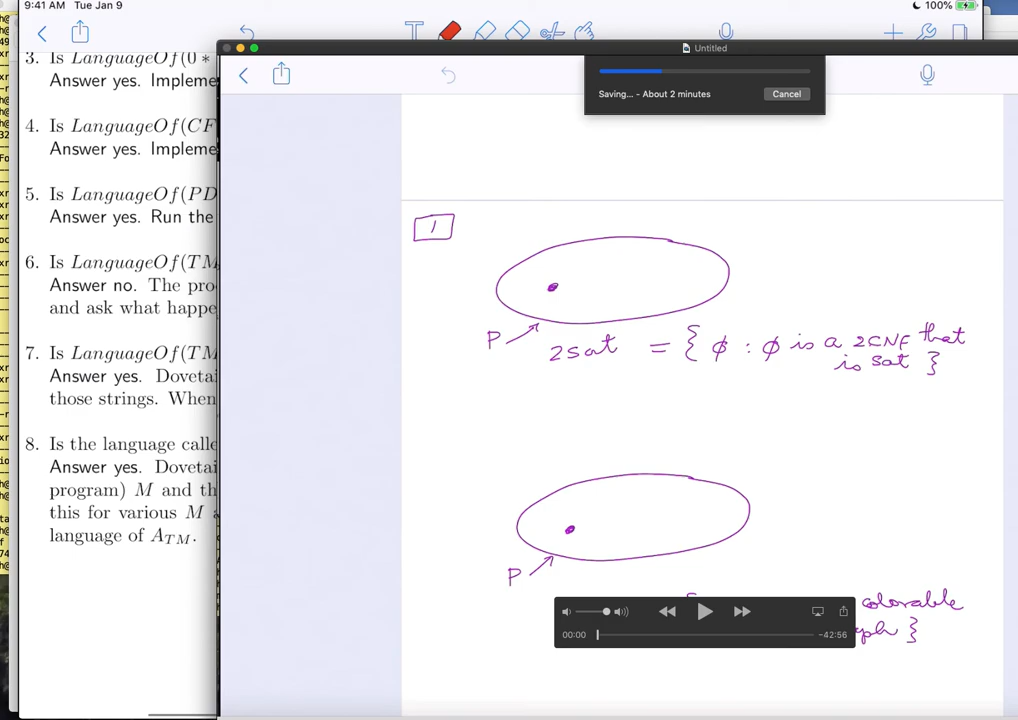 9:41 AM Tue Jan 9
100%
Untitled
Saving... - About 2 minutes
Cancel
3. Is LanguageOf(0 ∗
Answer yes. Impleme
4. Is LanguageOf(CF
Answer yes. Impleme
5. Is LanguageOf(PD
Answer yes. Run the
6. Is LanguageOf(TM
Answer no. The pro
and ask what happe
7. Is LanguageOf(TM
Answer yes. Doveta
those strings. When
8. Is the language calle
Answer yes. Doveta
program) M and th
this for various M a
language of A_TM.
1
P
2sat = { φ : φ is a 2CNF that
is sat }
P
colorable
ph }
00:00
-42:56